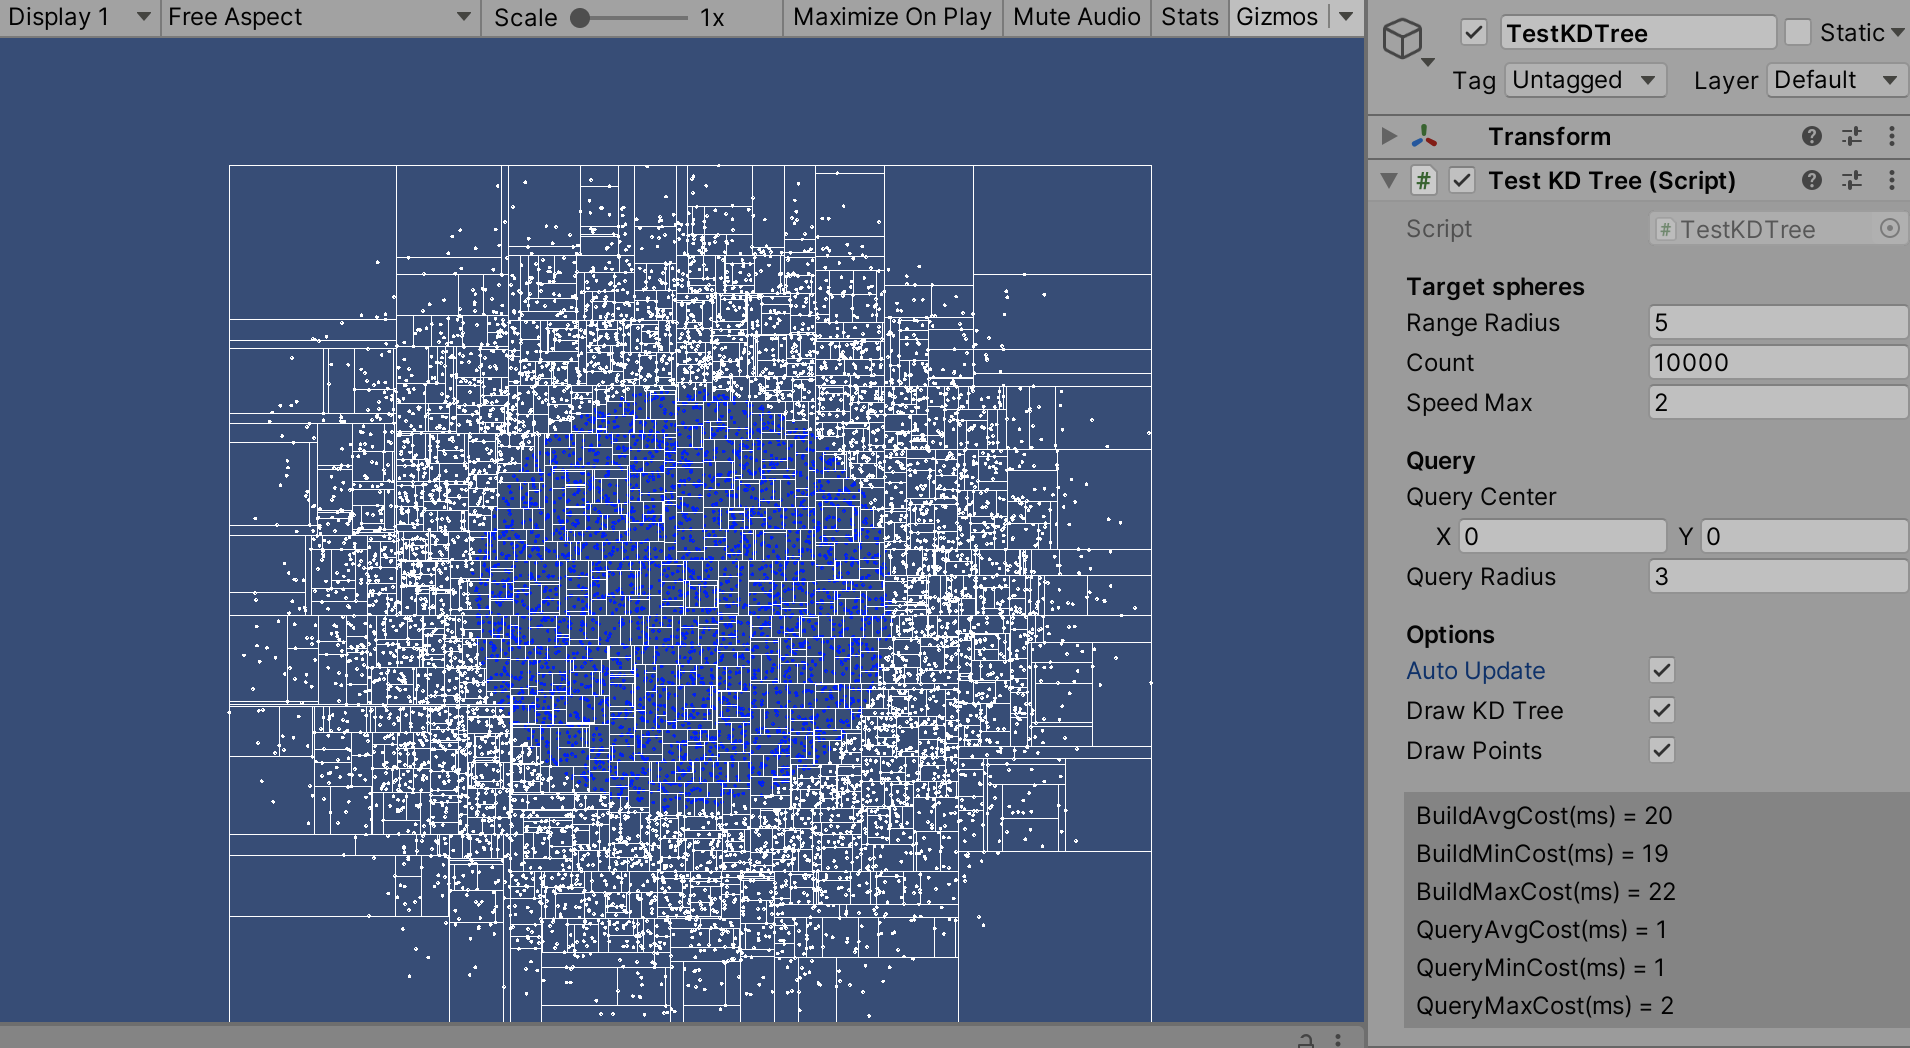 Display 1 Free Aspect Scale 1x Maximize On Play Mute Audio Stats Gizmos
TestKDTree Static
Tag Untagged Layer Default
Transform
# Test KD Tree (Script)
Script # TestKDTree
Target spheres
Range Radius 5
Count 10000
Speed Max 2
Query
Query Center
X 0 Y 0
Query Radius 3
Options
Auto Update
Draw KD Tree
Draw Points
BuildAvgCost(ms) = 20
BuildMinCost(ms) = 19
BuildMaxCost(ms) = 22
QueryAvgCost(ms) = 1
QueryMinCost(ms) = 1
QueryMaxCost(ms) = 2